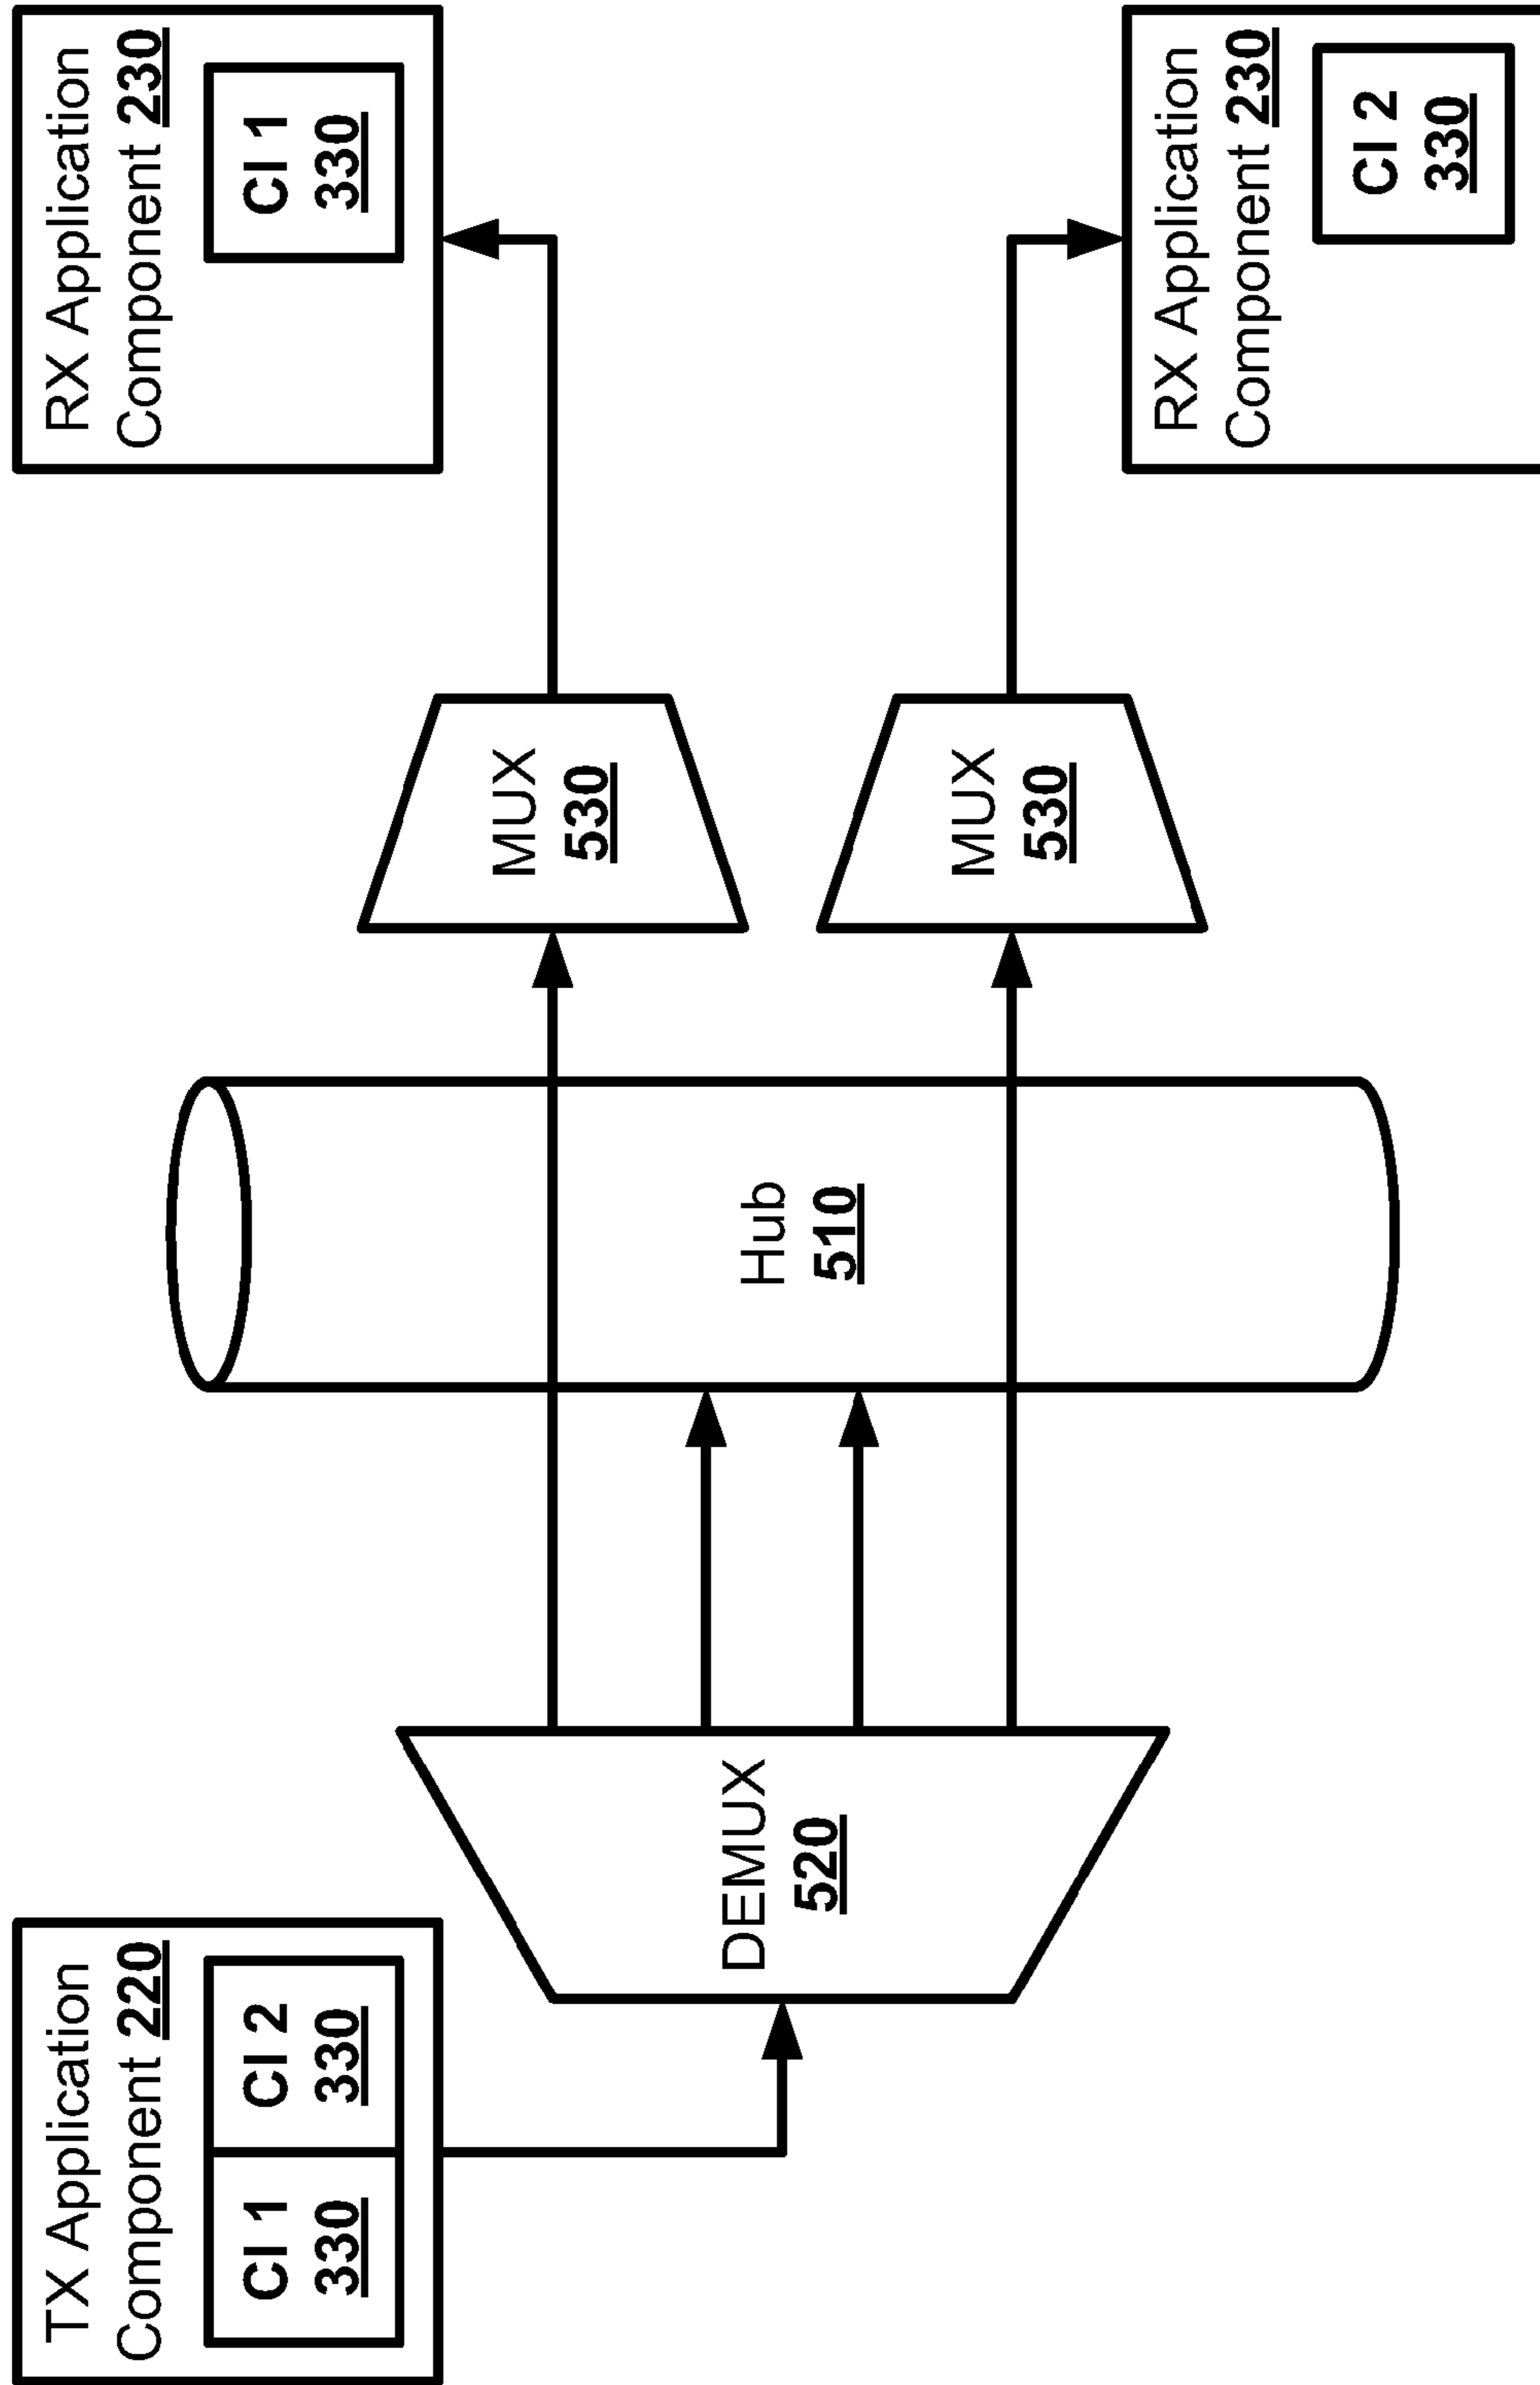 TX Application
Component 220
CI 1
330
CI 2
330
DEMUX
520
Hub
510
MUX
530
MUX
530
RX Application
Component 230
CI 1
330
RX Application
Component 230
CI 2
330